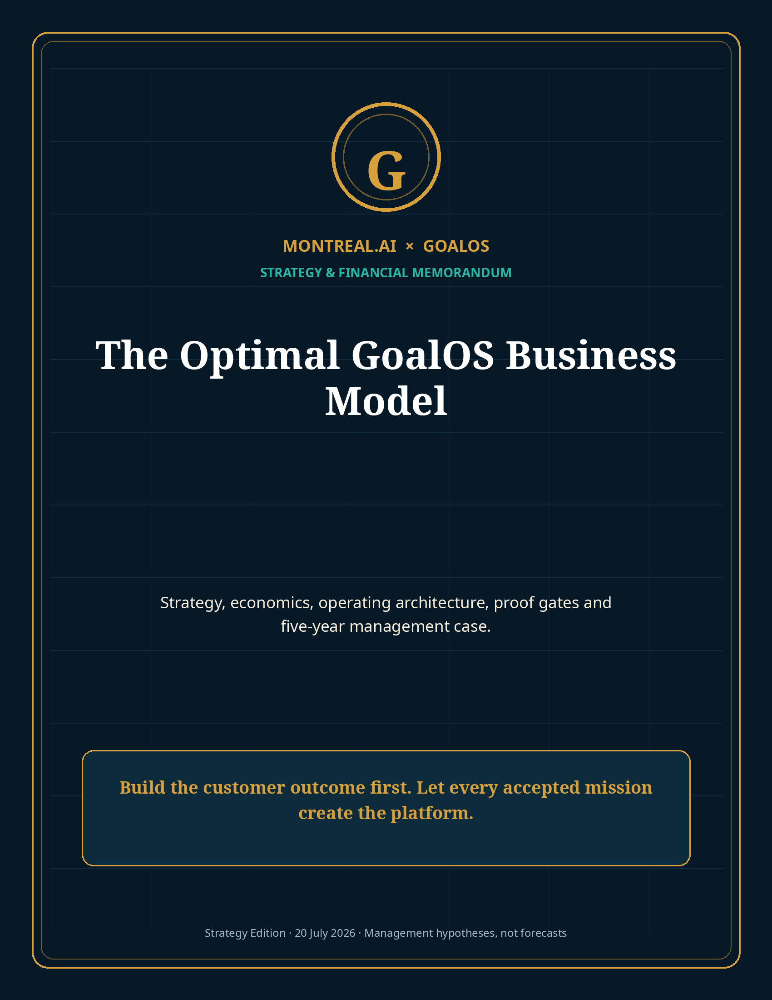 G
MONTREAL.AI × GOALOS
STRATEGY & FINANCIAL MEMORANDUM
The Optimal GoalOS Business
Model
Strategy, economics, operating architecture, proof gates and
five-year management case.
Build the customer outcome first. Let every accepted mission
create the platform.
Strategy Edition · 20 July 2026 · Management hypotheses, not forecasts